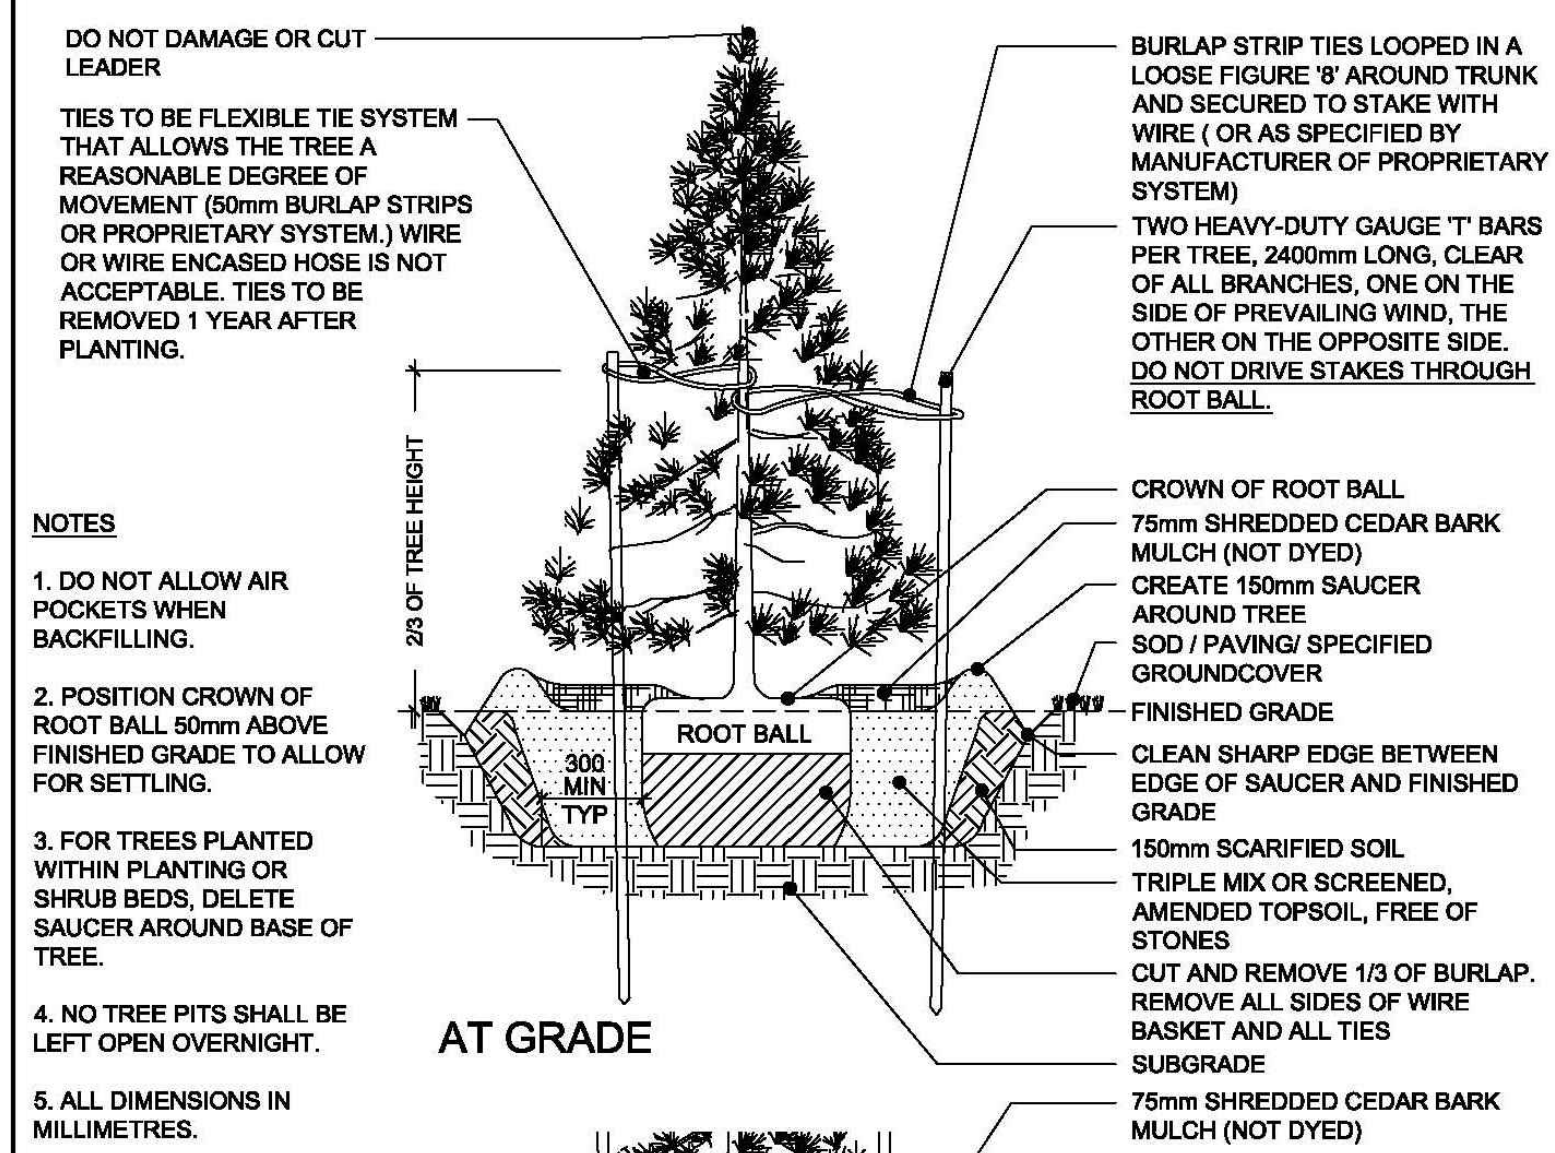 DO NOT DAMAGE OR CUT
LEADER
TIES TO BE FLEXIBLE TIE SYSTEM
THAT ALLOWS THE TREE A
REASONABLE DEGREE OF
MOVEMENT (50mm BURLAP STRIPS
OR PROPRIETARY SYSTEM.) WIRE
OR WIRE ENCASED HOSE IS NOT
ACCEPTABLE. TIES TO BE
REMOVED 1 YEAR AFTER
PLANTING.
2/3 OF TREE HEIGHT
NOTES
1. DO NOT ALLOW AIR
POCKETS WHEN
BACKFILLING.
2. POSITION CROWN OF
ROOT BALL 50mm ABOVE
FINISHED GRADE TO ALLOW
FOR SETTLING.
3. FOR TREES PLANTED
WITHIN PLANTING OR
SHRUB BEDS, DELETE
SAUCER AROUND BASE OF
TREE.
4. NO TREE PITS SHALL BE
LEFT OPEN OVERNIGHT.
5. ALL DIMENSIONS IN
MILLIMETRES.
ROOT BALL
300
MIN
TYP
AT GRADE
BURLAP STRIP TIES LOOPED IN A
LOOSE FIGURE '8' AROUND TRUNK
AND SECURED TO STAKE WITH
WIRE ( OR AS SPECIFIED BY
MANUFACTURER OF PROPRIETARY
SYSTEM)
TWO HEAVY-DUTY GAUGE 'T' BARS
PER TREE, 2400mm LONG, CLEAR
OF ALL BRANCHES, ONE ON THE
SIDE OF PREVAILING WIND, THE
OTHER ON THE OPPOSITE SIDE.
DO NOT DRIVE STAKES THROUGH
ROOT BALL.
CROWN OF ROOT BALL
75mm SHREDDED CEDAR BARK
MULCH (NOT DYED)
CREATE 150mm SAUCER
AROUND TREE
SOD / PAVING/ SPECIFIED
GROUNDCOVER
FINISHED GRADE
CLEAN SHARP EDGE BETWEEN
EDGE OF SAUCER AND FINISHED
GRADE
150mm SCARIFIED SOIL
TRIPLE MIX OR SCREENED,
AMENDED TOPSOIL, FREE OF
STONES
CUT AND REMOVE 1/3 OF BURLAP.
REMOVE ALL SIDES OF WIRE
BASKET AND ALL TIES
SUBGRADE
75mm SHREDDED CEDAR BARK
MULCH (NOT DYED)